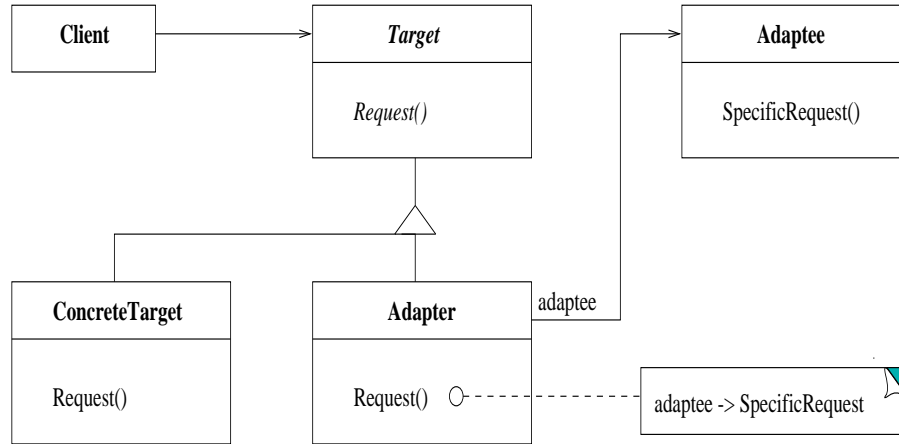 Client
Target
Request()
Adaptee
SpecificRequest()
ConcreteTarget
Request()
Adapter
Request()
adaptee
adaptee -> SpecificRequest